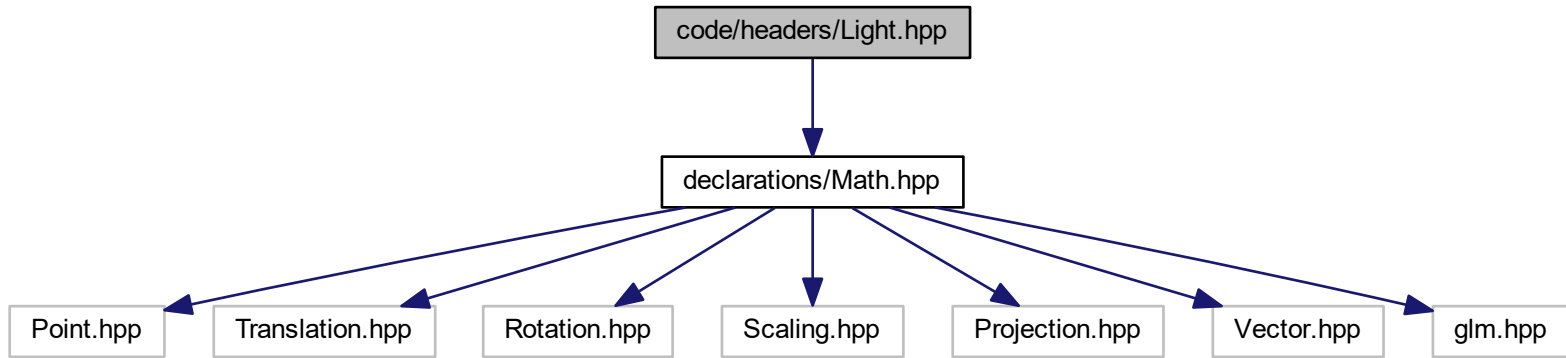 code/headers/Light.hpp
declarations/Math.hpp
Point.hpp
Translation.hpp
Rotation.hpp
Scaling.hpp
Projection.hpp
Vector.hpp
glm.hpp